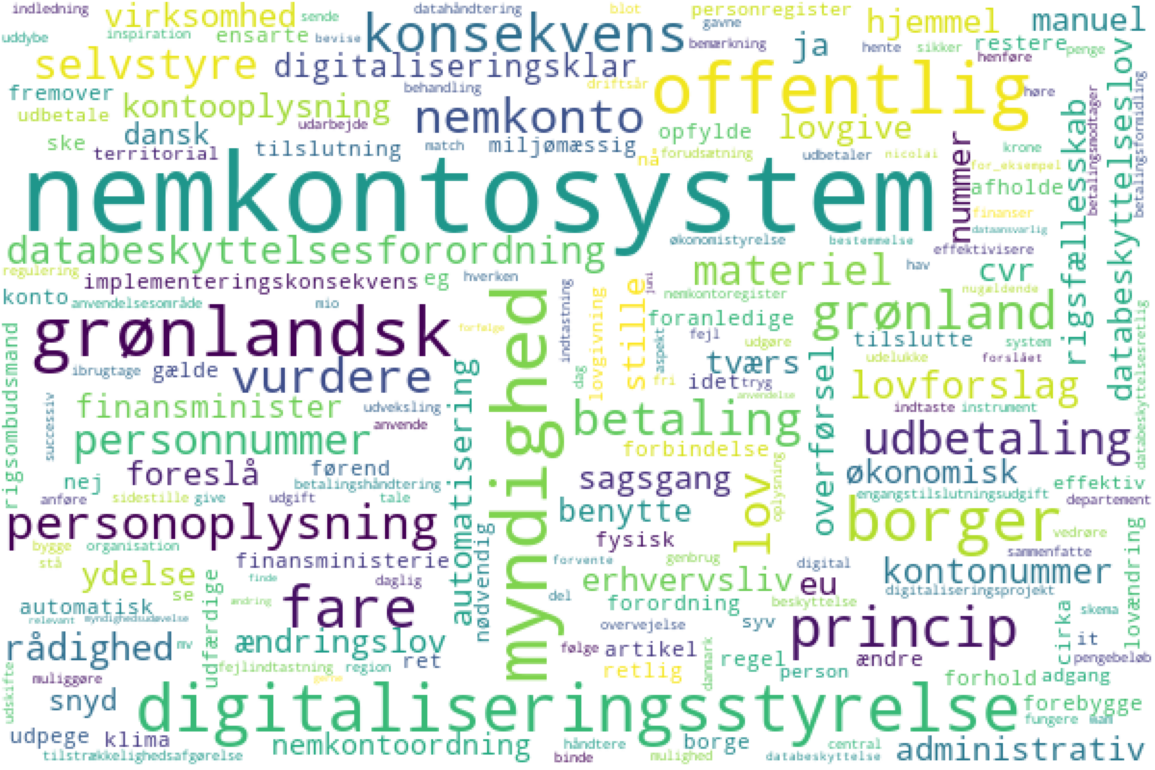 indledning
virksomhed
sende
datahåndtering
blot
personregister
gavne
hjemmel
manuel
uddybe
inspiration
ensarte
bevise
konsekvens
bemærkning
ja
hente
sikker
restere
penge
selvstyre
digitaliseringsklar
offentlig
henføre
fremover
kontooplysning
behandling
driftsår
høre
udbetale
udarbejde
nemkonto
opfylde
lovgive
dansk
ske
territorial
tilslutning
match
miljømæssig
nå
forudsætning
udbetaler
nicolai
for_eksempel
krone
nummer
rigsfællesskab
betalingsmodtager
betalingsformidling
databeskyttelseslov
nemkontosystem
afholde
finanser
dataansvarlig
databeskyttelsesforordning
økonomistyrelse
bestemmelse
effektivisere
regulering
implementeringskonsekvens
eg
hverken
materiel
hav
cvr
nugældende
konto
anvendelsesområde
mio
indtastning
lovgivning
stille
juni
nemkontoregister
grønland
grønlandsk
forfølge
myndighed
foranledige
fejl
udgøre
aspekt
tilslutte
system
rigsombudsmand
ibrugtage
gælde
vurdere
automatisering
dag
fri
tværs
idet
tryg
overførsel
udelukke
forslået
lovforslag
anvendelse
successiv
finansminister
udveksling
anvende
betaling
indtaste
instrument
databeskyttelsesretlig
personnummer
forbindelse
udbetaling
nej
foreslå
førend
betalingshåndtering
sagsgang
lov
oplysning
økonomisk
effektiv
anføre
sidestille
give
udgift
tale
benytte
engangstilslutningsudgift
departement
personoplysning
nødvendig
fysisk
borger
vedrøre
lovændring
bygge
organisation
stå
finansministerie
forvente
genbrug
digital
sammenfatte
ydelse
se
finde
daglig
erhvervsliv
eu
kontonummer
udfærdige
fare
del
beskyttelse
digitaliseringsprojekt
automatisk
ændring
forordning
relevant
myndighedsudøvelse
overvejelse
syv
princip
cirka
skema
it
rådighed
mv
ændringslov
følge
artikel
danmark
regel
ændre
pengebeløb
udskifte
muliggøre
fejlindtastning
region
ret
retlig
person
forhold
adgang
snyd
gerne
digitaliseringsstyrelse
forebygge
udpege
klima
nemkontoordning
håndtere
borge
central
fungere
man
tilstrækkelighedsafgørelse
binde
mulighed
databeskyttelse
administrativ